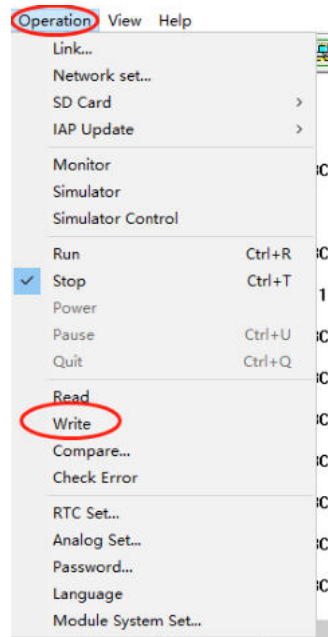 Operation View Help
Link...
Network set...
SD Card >
IAP Update >
Monitor
Simulator
Simulator Control
Run Ctrl+R
Stop Ctrl+T
Power
Pause Ctrl+U
Quit Ctrl+Q
Read
Write
Compare...
Check Error
RTC Set...
Analog Set...
Password...
Language
Module System Set...